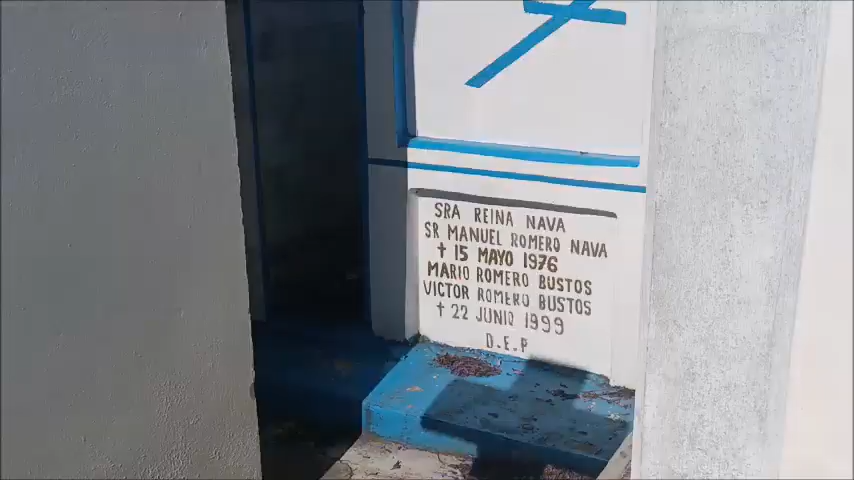 SRA REINA NAVA
SR MANUEL ROMERO NAVA
✝ 15 MAYO 1976
MARIO ROMERO BUSTOS
VICTOR ROMERO BUSTOS
✝ 22 JUNIO 1999
D.E.P